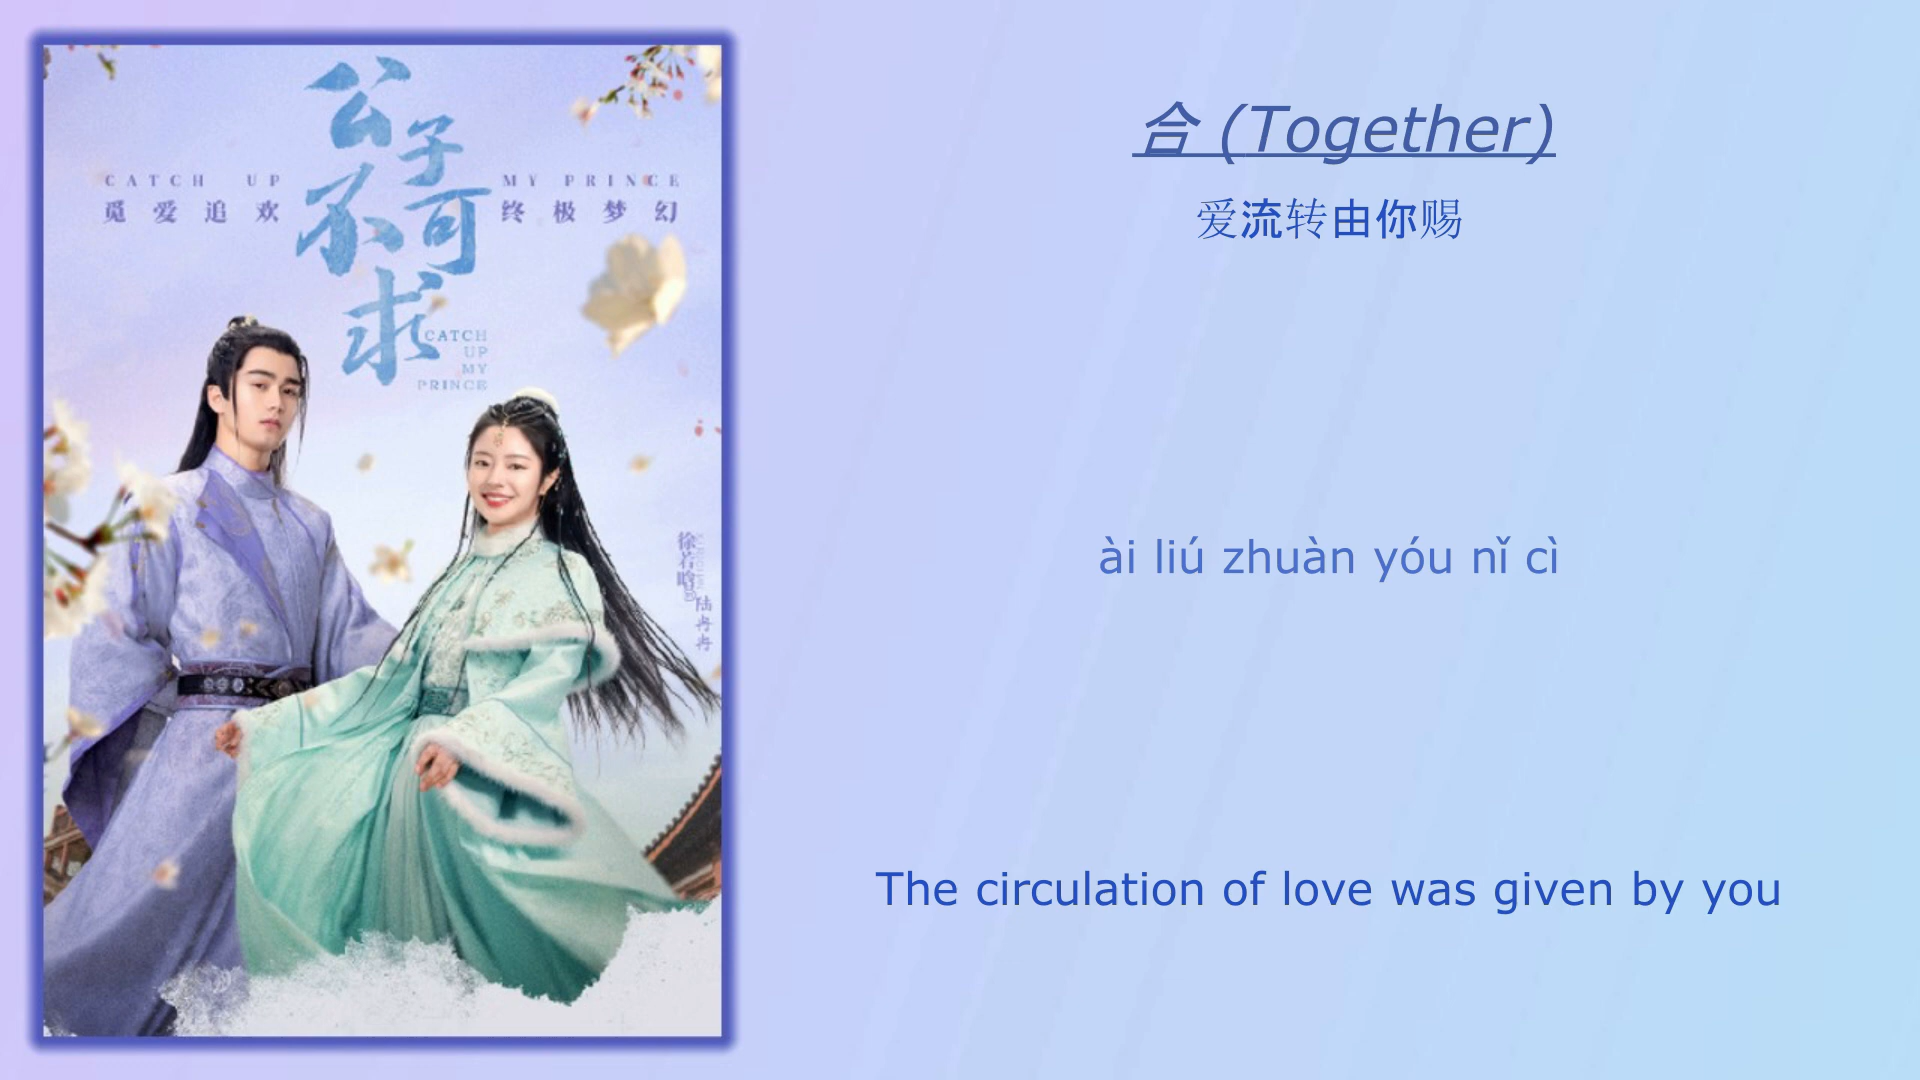 公子不可求
CATCH UP MY PRINCE
觅爱追欢 终极梦幻
CATCH
UP
MY
PRINCE
徐若晗
陆冉冉
合 (Together)
爱流转由你赐
ài liú zhuàn yóu nǐ cì
The circulation of love was given by you